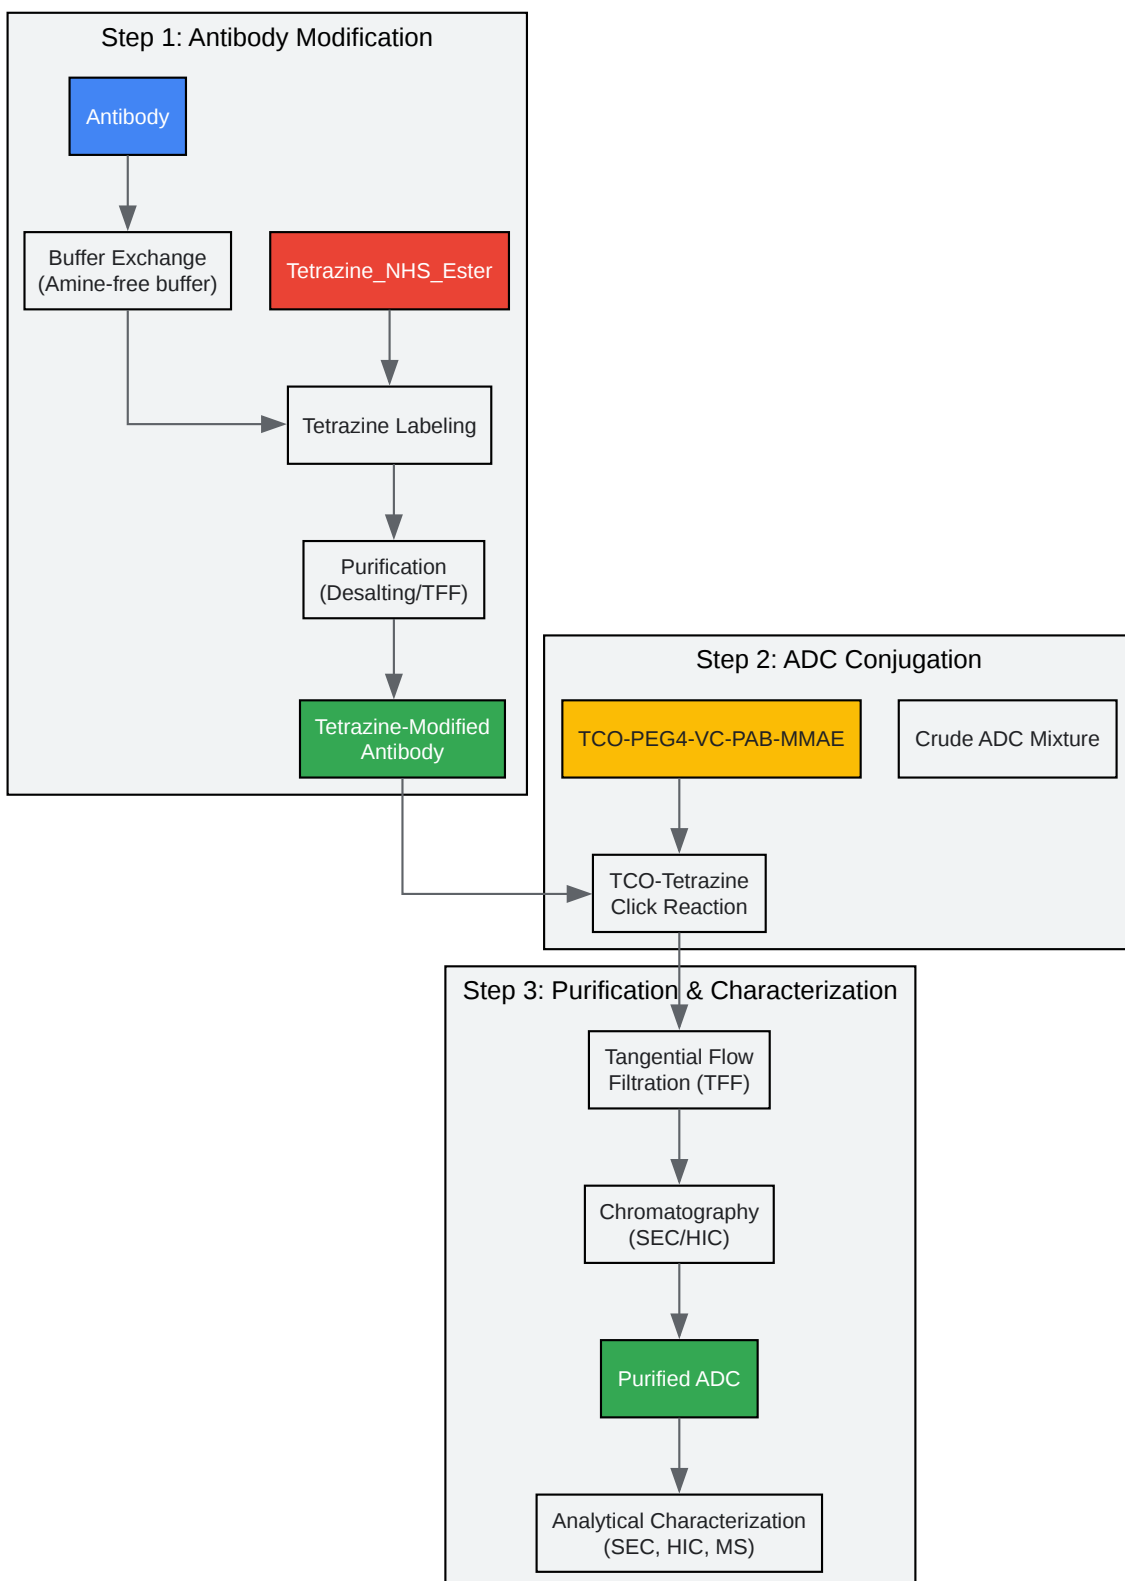 Step 1: Antibody Modification
Antibody
Buffer Exchange
(Amine-free buffer)
Tetrazine_NHS_Ester
Tetrazine Labeling
Purification
(Desalting/TFF)
Tetrazine-Modified
Antibody
Step 2: ADC Conjugation
TCO-PEG4-VC-PAB-MMAE
Crude ADC Mixture
TCO-Tetrazine
Click Reaction
Step 3: Purification & Characterization
Tangential Flow
Filtration (TFF)
Chromatography
(SEC/HIC)
Purified ADC
Analytical Characterization
(SEC, HIC, MS)